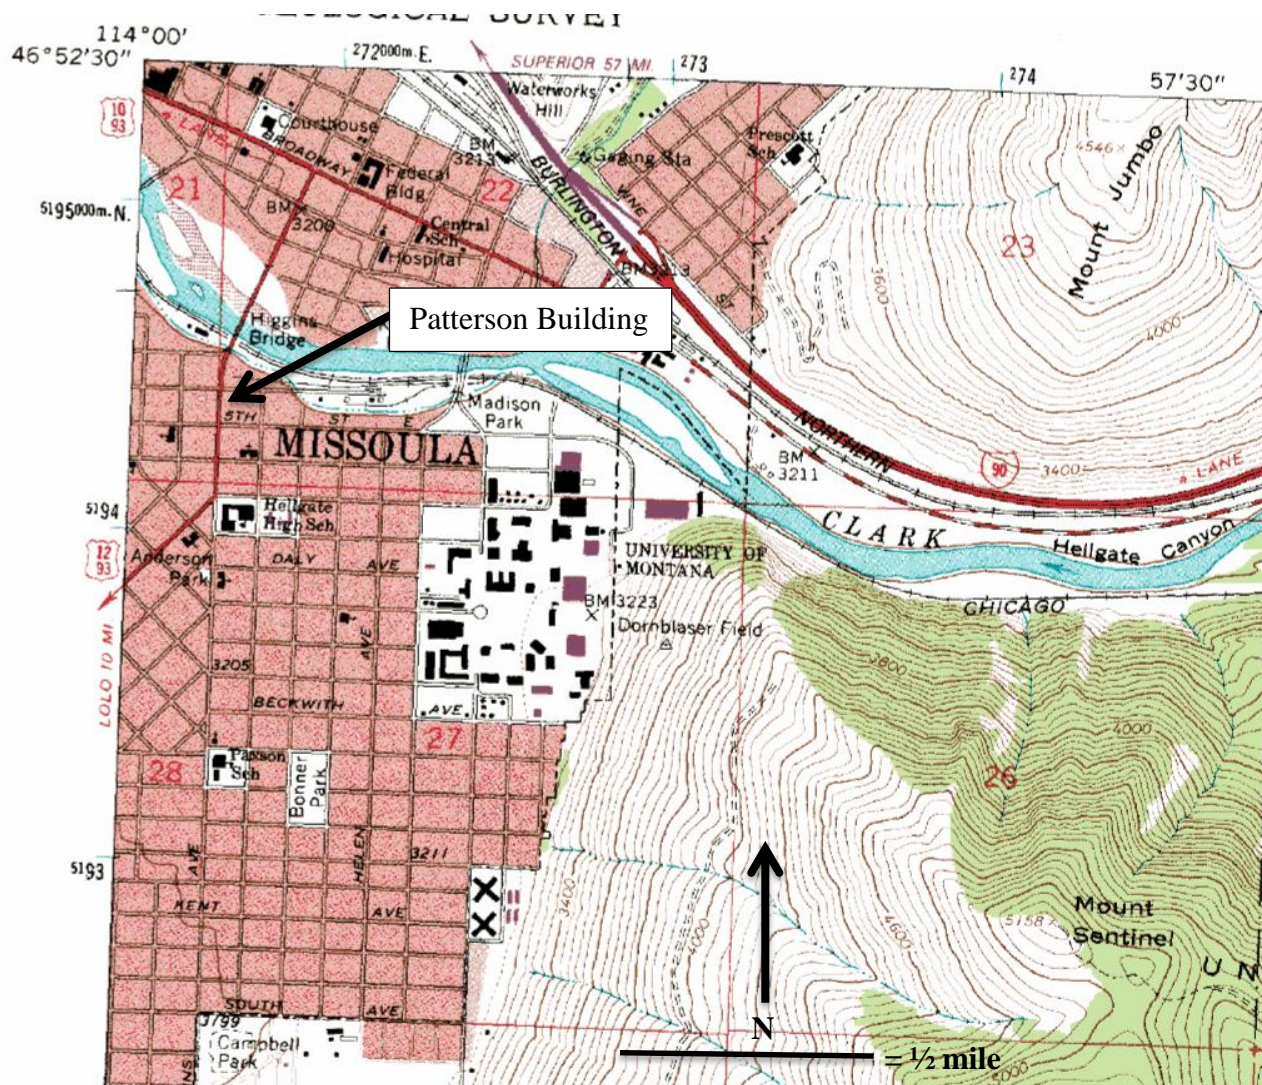 GEOLOGICAL SURVEY
114°00'
46°52'30"
272000m.E.
SUPERIOR 57 MI.
273
274
57'30"
10
93
4 LANE
Courthouse
BROADWAY
Federal
Bldg
BM
3213
Waterworks
Hill
Gaging Sta
Prescott
Sch
4546
Mount Jumbo
21
22
23
BURLINGTON
VINE
ST
5195000m.N.
BM
3200
Central
Sch
Hospital
BM3213
3600
4000
Higgins
Bridge
Patterson Building
5TH ST E
Madison
Park
MISSOULA
NORTHERN
BM
3211
90
3400
LANE
5194
Hellgate
High Sch
CLARK
Hellgate Canyon
12
93
Anderson
Park
DALY AVE
UNIVERSITY OF
MONTANA
CHICAGO
BM3223
Dornblaser Field
LOLO 10 MI.
3205
AVE
3800
BECKWITH AVE
27
4000
28
Paxson
Sch
Bonner
Park
26
5193
AVE
HELEN
3211
3400
KENT AVE
4000
4600
5158
Mount
Sentinel
UN
SOUTH AVE
3799
Campbell
Park
N
= ½ mile